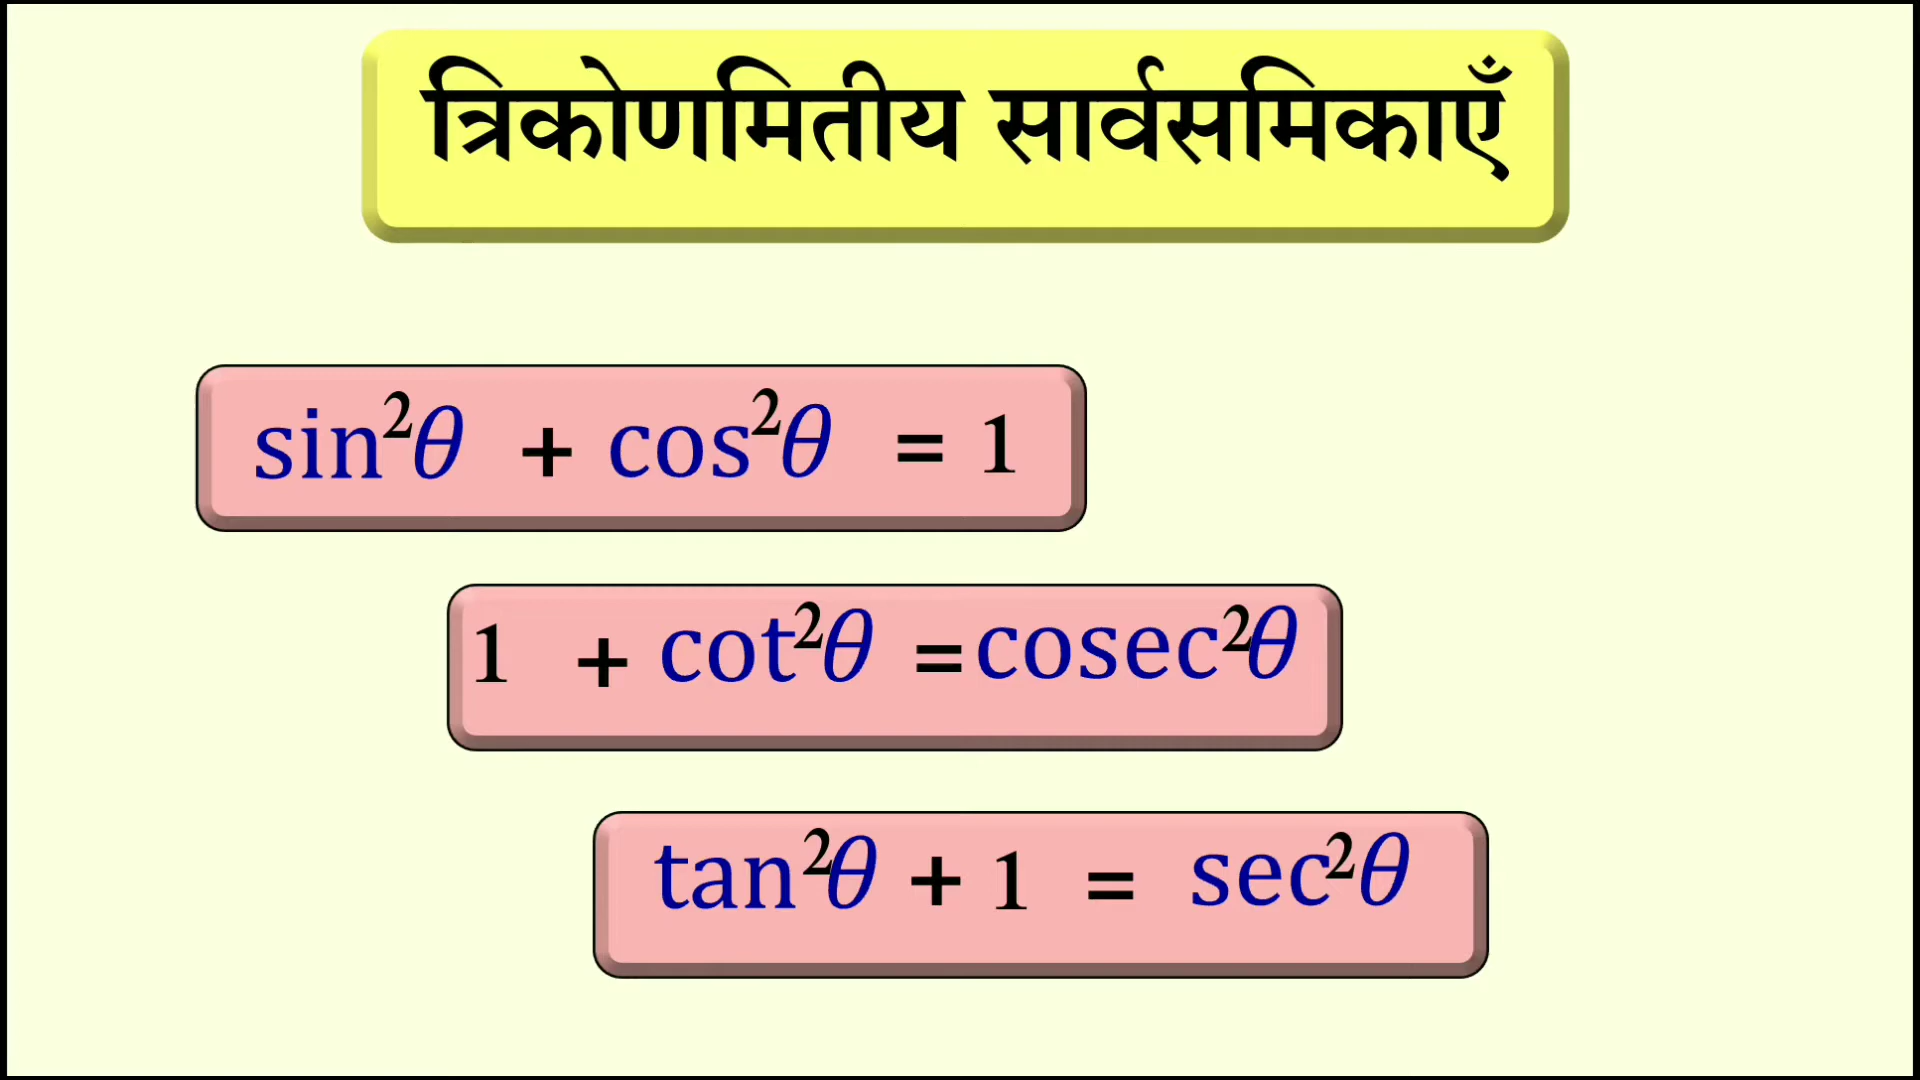 त्रिकोणमितीय सार्वसमिकाएँ
sin²θ + cos²θ = 1
1 + cot²θ = cosec²θ
tan²θ + 1 = sec²θ